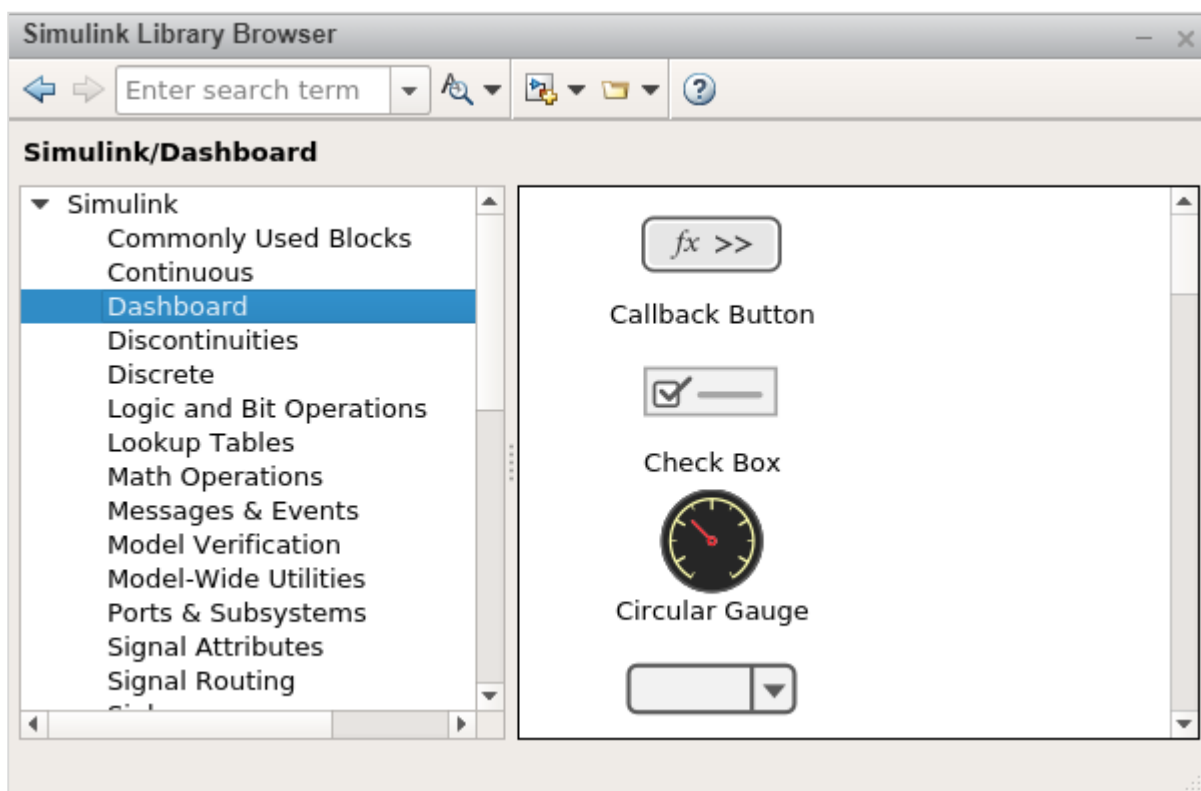 Simulink Library Browser
Enter search term
Simulink/Dashboard
Simulink
Commonly Used Blocks
Continuous
Dashboard
Discontinuities
Discrete
Logic and Bit Operations
Lookup Tables
Math Operations
Messages & Events
Model Verification
Model-Wide Utilities
Ports & Subsystems
Signal Attributes
Signal Routing
fx >>
Callback Button
Check Box
Circular Gauge